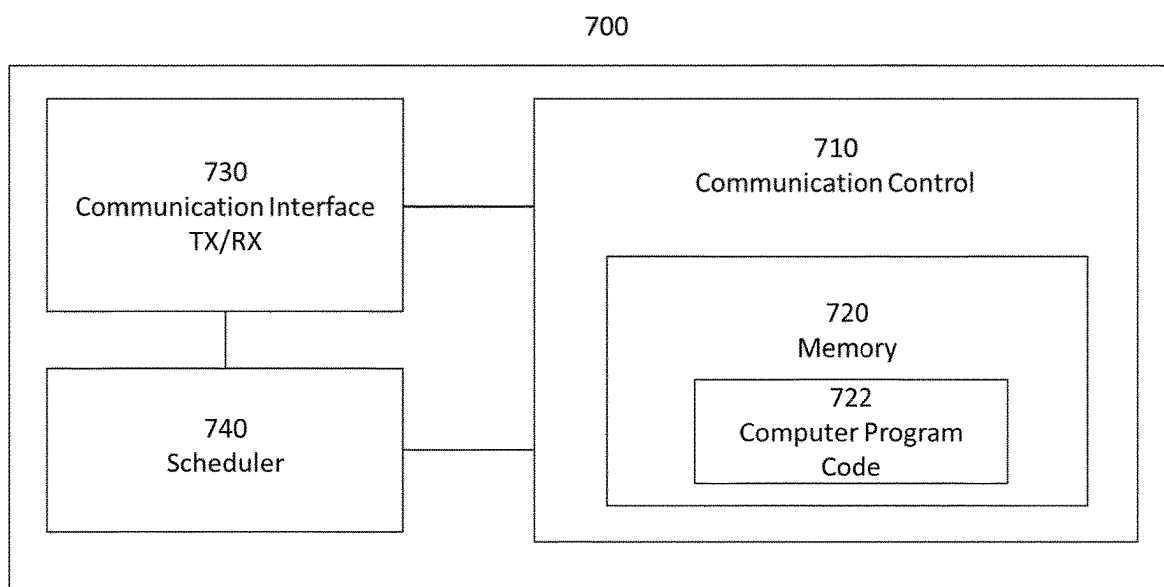 700
730
Communication Interface
TX/RX
710
Communication Control
720
Memory
722
Computer Program
Code
740
Scheduler